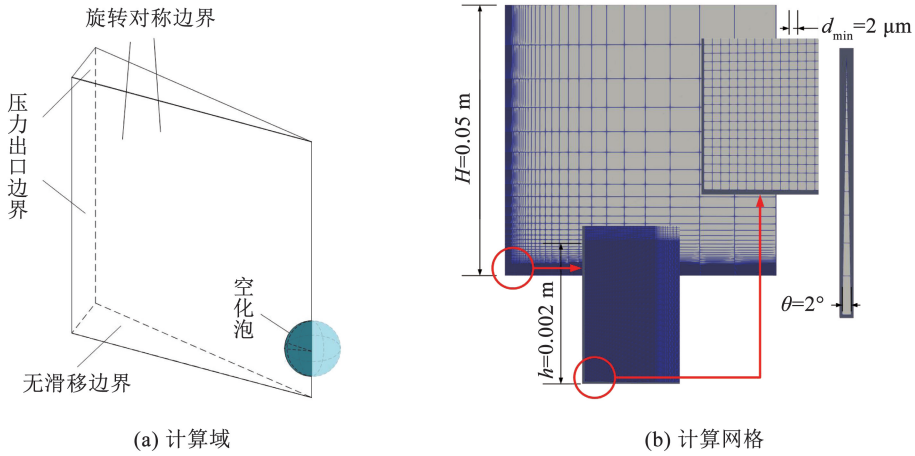 旋转对称边界
压力出口边界
空化泡
无滑移边界
(a) 计算域
H=0.05 m
h=0.002 m
d_min=2 μm
θ=2°
(b) 计算网格